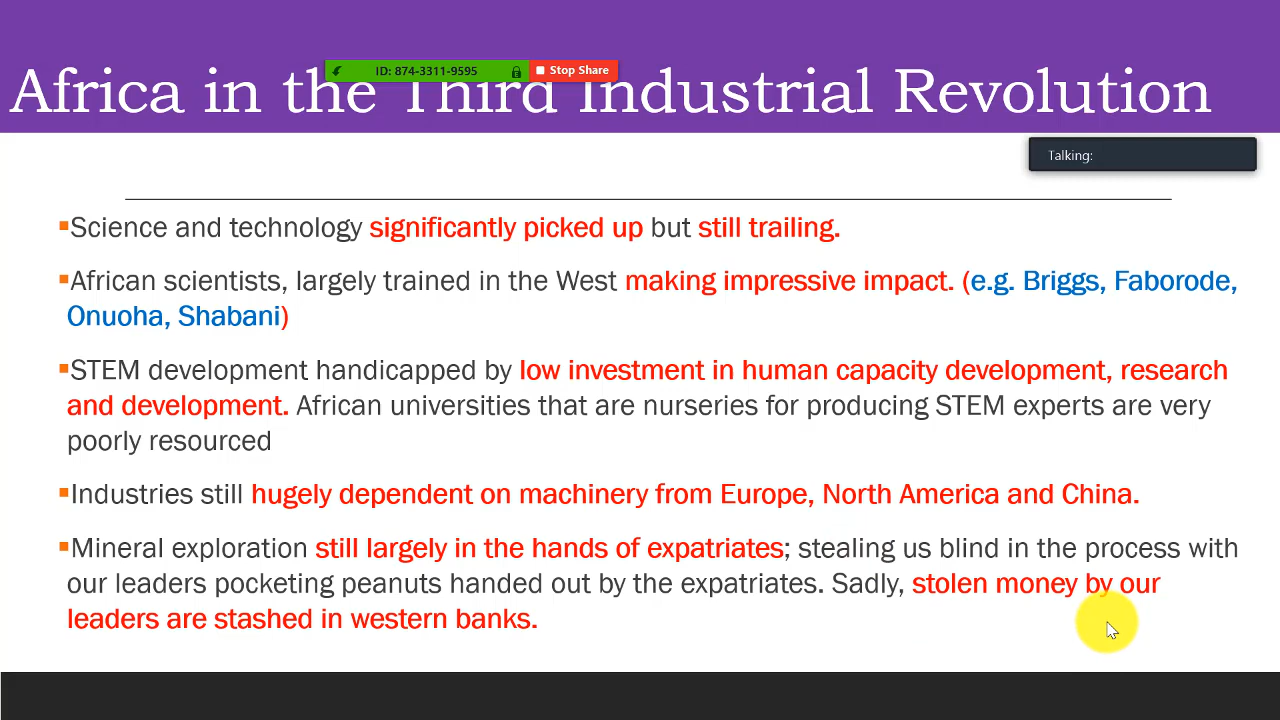 ID: 874-3311-9595
Stop Share
Africa in the Third Industrial Revolution
Talking:
▪Science and technology significantly picked up but still trailing.
▪African scientists, largely trained in the West making impressive impact. (e.g. Briggs, Faborode,
Onuoha, Shabani)
▪STEM development handicapped by low investment in human capacity development, research
and development. African universities that are nurseries for producing STEM experts are very
poorly resourced
▪Industries still hugely dependent on machinery from Europe, North America and China.
▪Mineral exploration still largely in the hands of expatriates; stealing us blind in the process with
our leaders pocketing peanuts handed out by the expatriates. Sadly, stolen money by our
leaders are stashed in western banks.